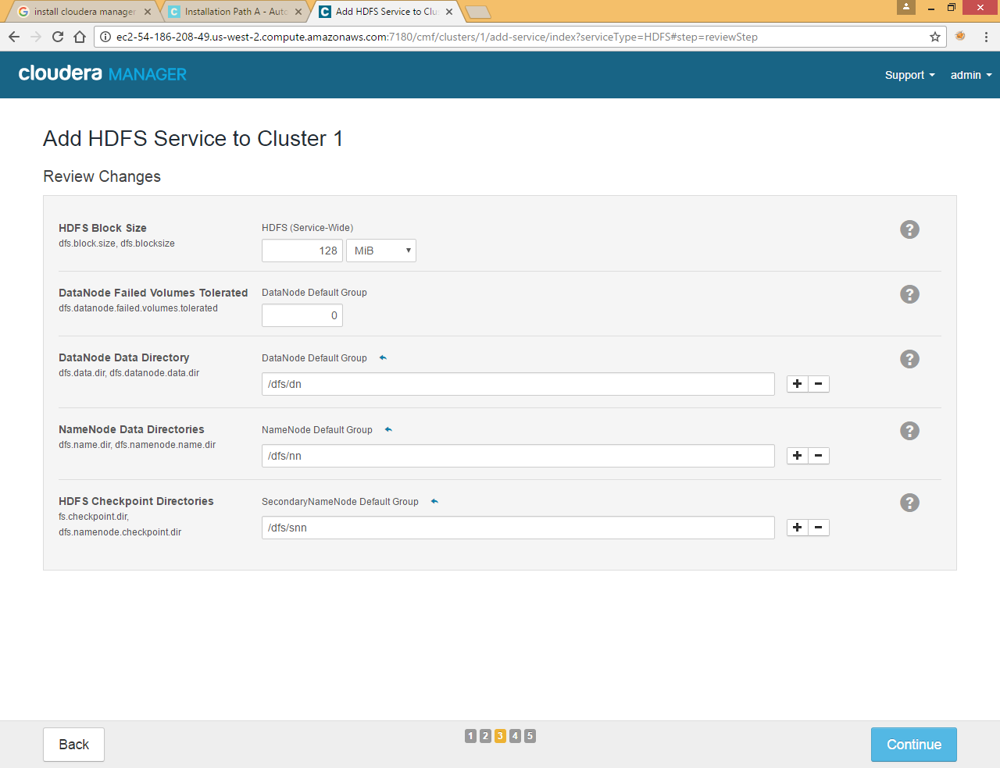 install cloudera manager
Installation Path A - Auto
Add HDFS Service to Clu
ec2-54-186-208-49.us-west-2.compute.amazonaws.com:7180/cmf/clusters/1/add-service/index?serviceType=HDFS#step=reviewStep
cloudera MANAGER
Support
admin
Add HDFS Service to Cluster 1
Review Changes
HDFS Block Size
dfs.block.size, dfs.blocksize
HDFS (Service-Wide)
128 MiB
DataNode Failed Volumes Tolerated
dfs.datanode.failed.volumes.tolerated
DataNode Default Group
0
DataNode Data Directory
dfs.data.dir, dfs.datanode.data.dir
DataNode Default Group
/dfs/dn
NameNode Data Directories
dfs.name.dir, dfs.namenode.name.dir
NameNode Default Group
/dfs/nn
HDFS Checkpoint Directories
fs.checkpoint.dir,
dfs.namenode.checkpoint.dir
SecondaryNameNode Default Group
/dfs/snn
Back
1 2 3 4 5
Continue